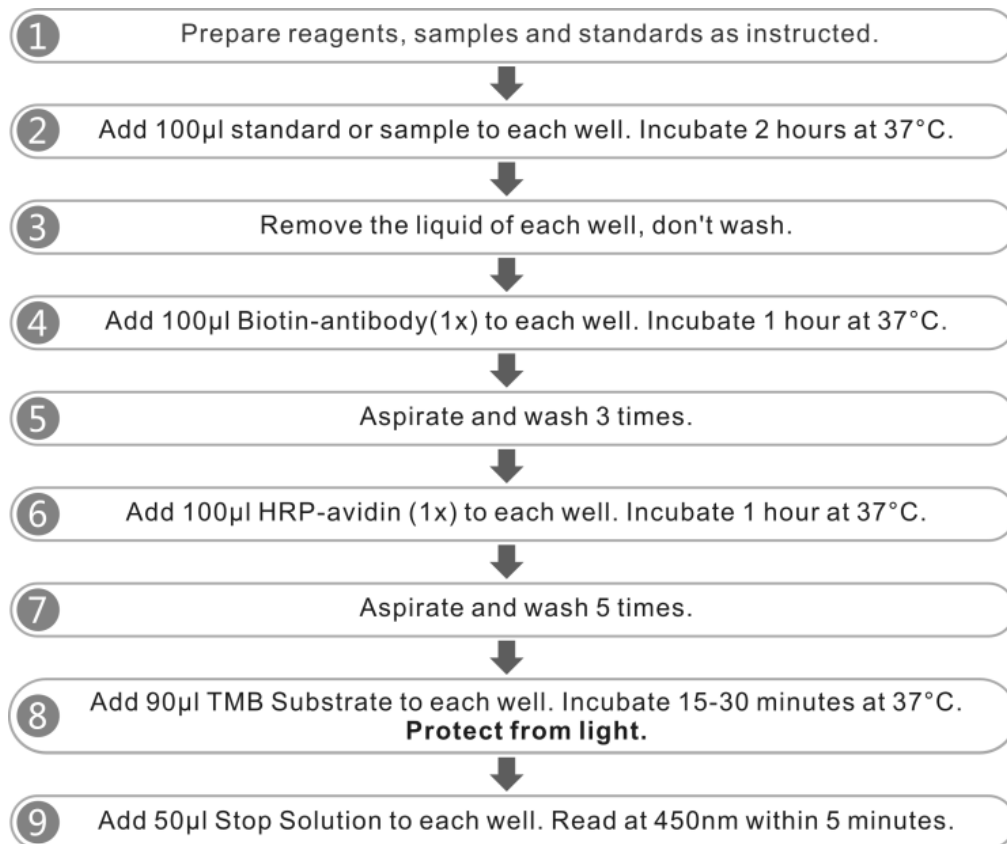 1 Prepare reagents, samples and standards as instructed.
2 Add 100µl standard or sample to each well. Incubate 2 hours at 37°C.
3 Remove the liquid of each well, don't wash.
4 Add 100µl Biotin-antibody(1x) to each well. Incubate 1 hour at 37°C.
5 Aspirate and wash 3 times.
6 Add 100µl HRP-avidin (1x) to each well. Incubate 1 hour at 37°C.
7 Aspirate and wash 5 times.
8 Add 90µl TMB Substrate to each well. Incubate 15-30 minutes at 37°C.
Protect from light.
9 Add 50µl Stop Solution to each well. Read at 450nm within 5 minutes.